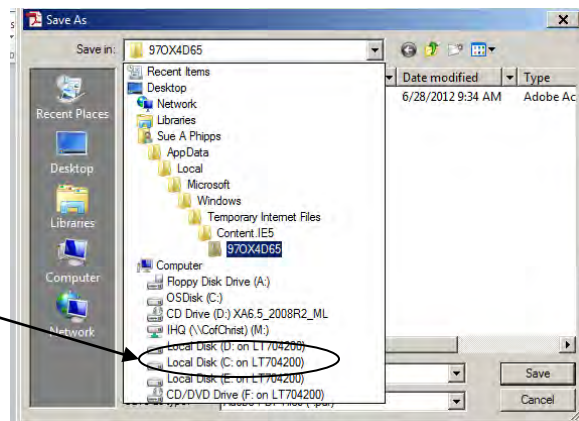 Save As
Save in: 970X4D65
Recent Items
Desktop
Network
Libraries
Sue A Phipps
AppData
Local
Microsoft
Windows
Temporary Internet Files
Content.IE5
970X4D65
Computer
Floppy Disk Drive (A:)
OSDisk (C:)
CD Drive (D:) XA6.5_2008R2_ML
IHQ (\\CofChrist) (M:)
Local Disk (D: on LT704200)
Local Disk (C: on LT704200)
Local Disk (E: on LT704200)
CD/DVD Drive (F: on LT704200)
Date modified Type
6/28/2012 9:34 AM Adobe Ac
Recent Places
Desktop
Libraries
Computer
Network
Save
Cancel